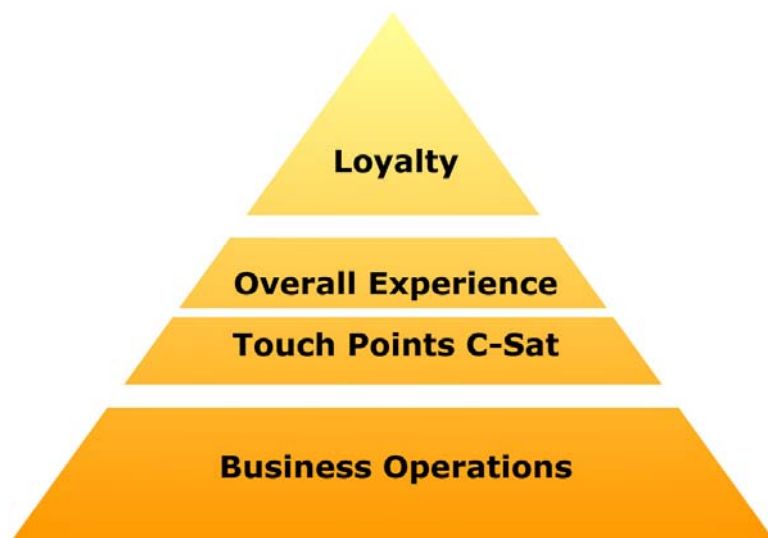 Loyalty
Overall Experience
Touch Points C-Sat
Business Operations